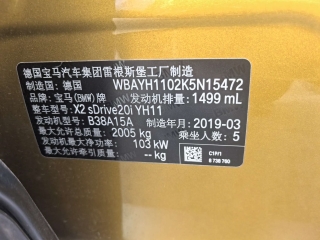 德国宝马汽车集团雷根斯堡工厂制造
制造国：德国 WBAYH1102K5N15472
品牌：宝马(BMW)牌 发动机排量：1499 mL
整车型号：X2 sDrive20i YH11
发动机型号：B38A15A 制造年月：2019-03
最大允许总质量：2005 kg 乘坐人数：5
发动机最大净功率：103 kW
最大允许牵引质量：-- kg